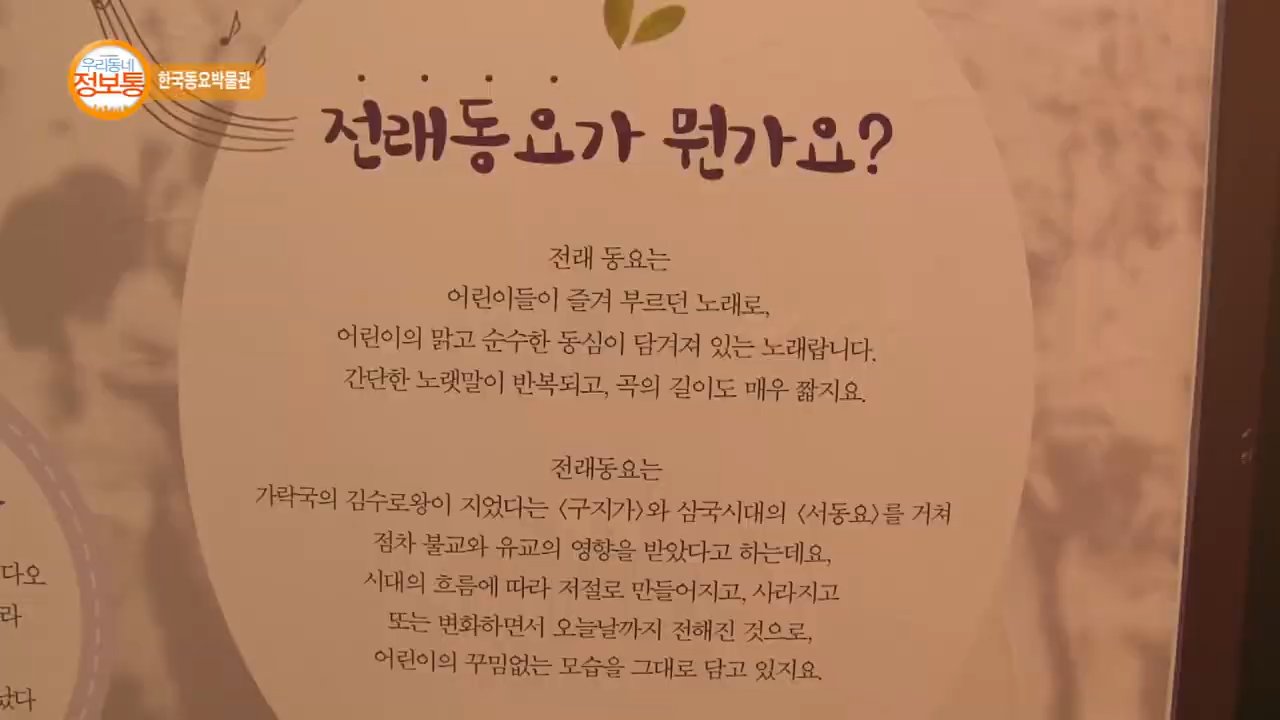 우리동네
정보통
한국동요박물관
전래동요가 뭔가요?
전래 동요는
어린이들이 즐겨 부르던 노래로,
어린이의 맑고 순수한 동심이 담겨져 있는 노래랍니다.
간단한 노랫말이 반복되고, 곡의 길이도 매우 짧지요.
전래동요는
가락국의 김수로왕이 지었다는 <구지가>와 삼국시대의 <서동요>를 거쳐
점차 불교와 유교의 영향을 받았다고 하는데요,
시대의 흐름에 따라 저절로 만들어지고, 사라지고
또는 변화하면서 오늘날까지 전해진 것으로,
어린이의 꾸밈없는 모습을 그대로 담고 있지요.
다오
라
났다